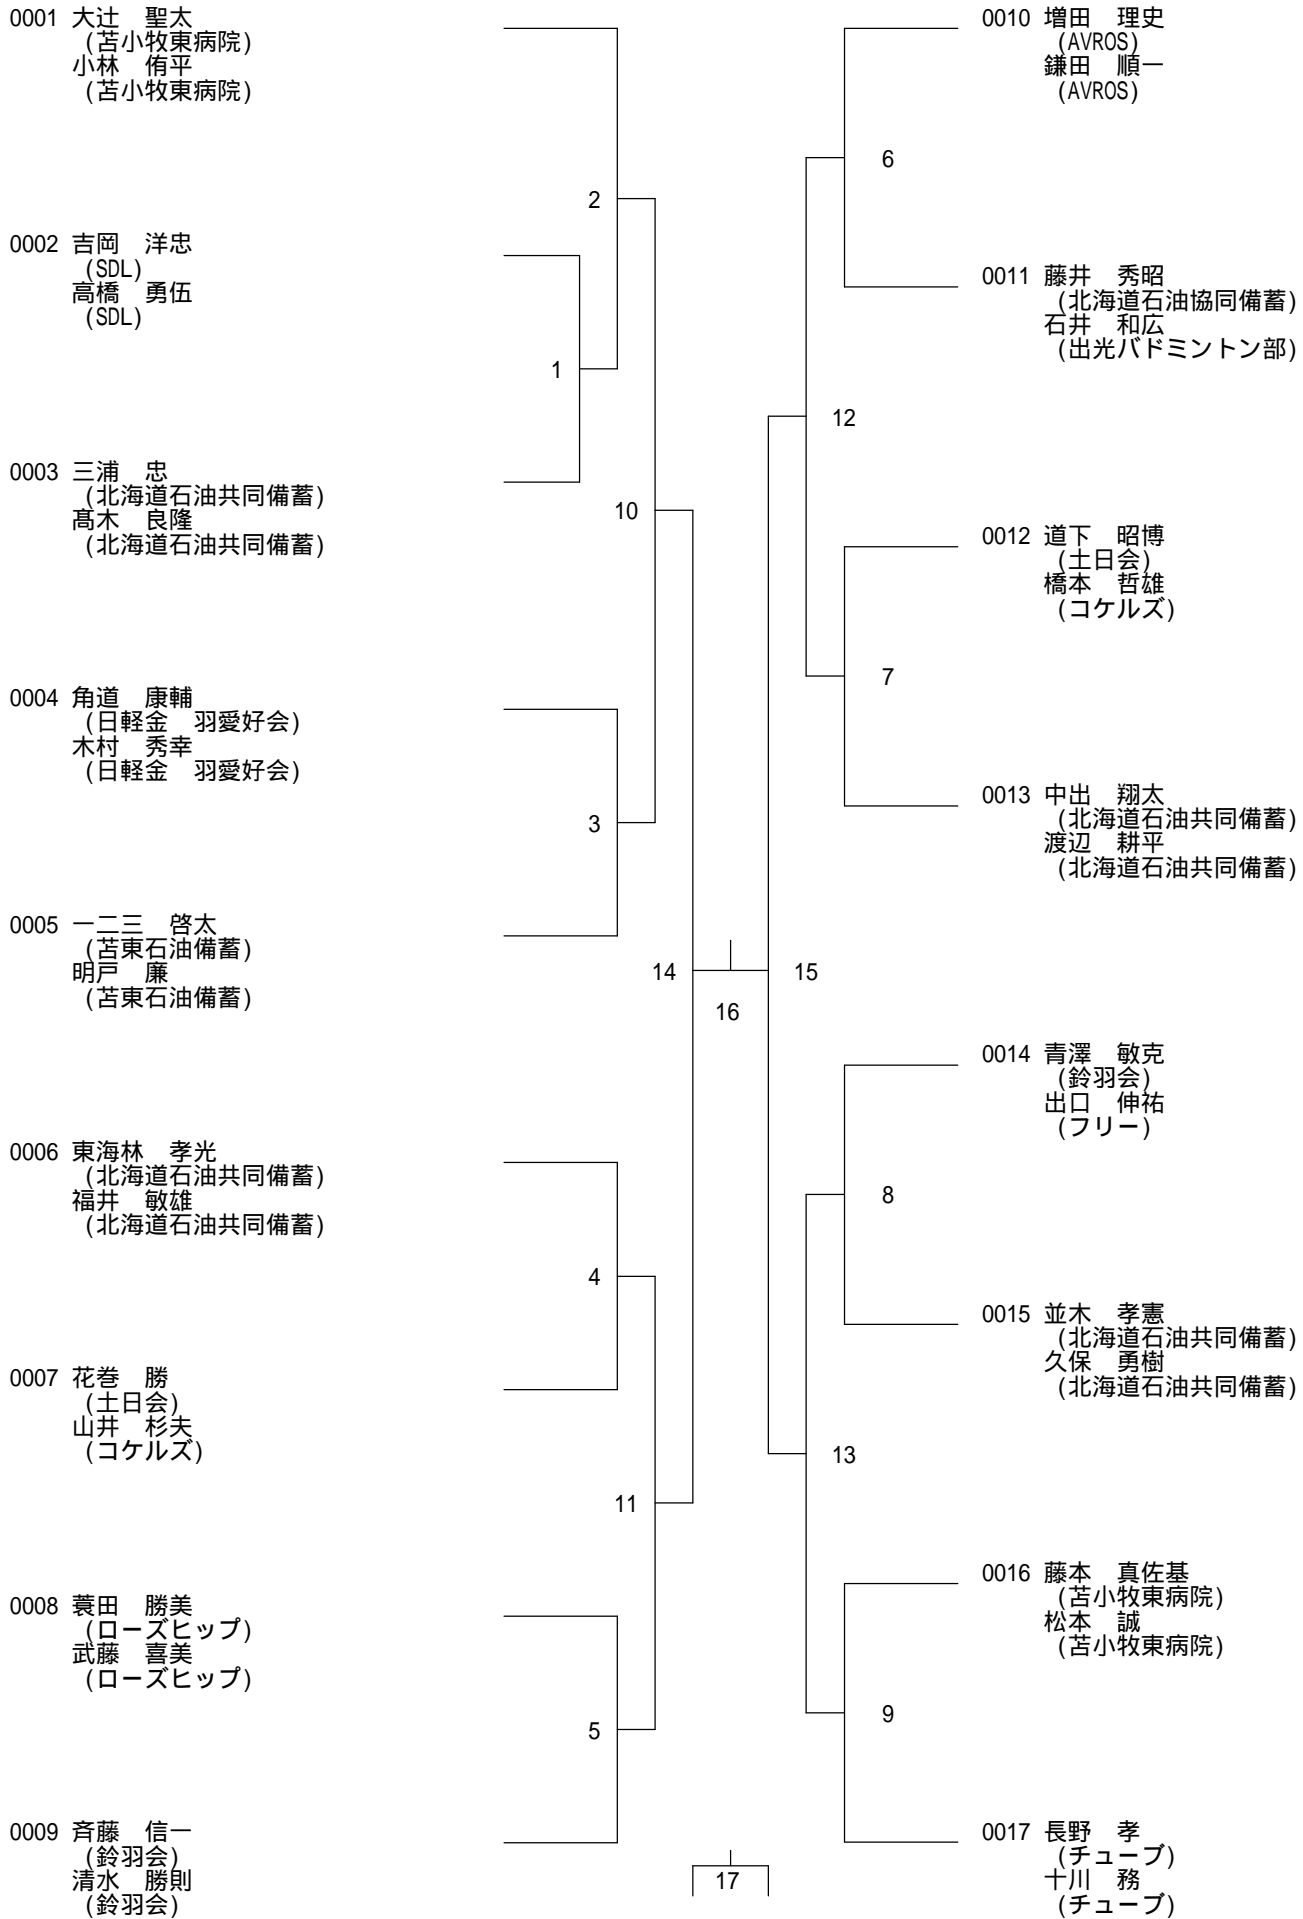 0001 大辻　聖太
(苫小牧東病院)
小林　侑平
(苫小牧東病院)
0002 吉岡　洋忠
(SDL)
高橋　勇伍
(SDL)
0003 三浦　忠
(北海道石油共同備蓄)
髙木　良隆
(北海道石油共同備蓄)
0004 角道　康輔
(日軽金　羽愛好会)
木村　秀幸
(日軽金　羽愛好会)
0005 一二三　啓太
(苫東石油備蓄)
明戸　廉
(苫東石油備蓄)
0006 東海林　孝光
(北海道石油共同備蓄)
福井　敏雄
(北海道石油共同備蓄)
0007 花巻　勝
(土日会)
山井　杉夫
(コケルズ)
0008 蓑田　勝美
(ローズヒップ)
武藤　喜美
(ローズヒップ)
0009 斉藤　信一
(鈴羽会)
清水　勝則
(鈴羽会)
2
1
10
3
14
4
11
5
16
17
15
6
12
7
8
13
9
0010 増田　理史
(AVROS)
鎌田　順一
(AVROS)
0011 藤井　秀昭
(北海道石油協同備蓄)
石井　和広
(出光バドミントン部)
0012 道下　昭博
(土日会)
橋本　哲雄
(コケルズ)
0013 中出　翔太
(北海道石油共同備蓄)
渡辺　耕平
(北海道石油共同備蓄)
0014 青澤　敏克
(鈴羽会)
出口　伸祐
(フリー)
0015 並木　孝憲
(北海道石油共同備蓄)
久保　勇樹
(北海道石油共同備蓄)
0016 藤本　真佐基
(苫小牧東病院)
松本　誠
(苫小牧東病院)
0017 長野　孝
(チューブ)
十川　務
(チューブ)